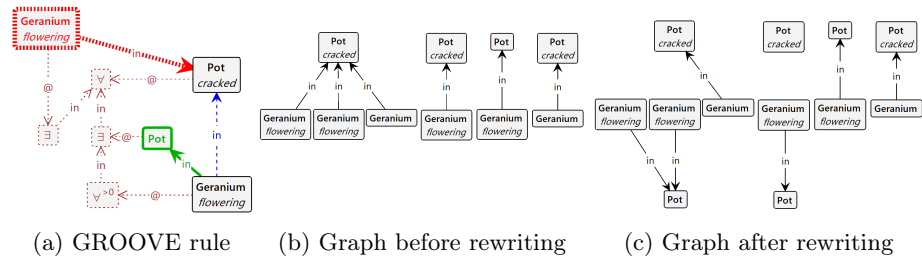 Geranium
flowering
in
Pot
cracked
@
∀
@
in
in
in
∃
∃
@
Pot
in
in
∀>0
@
Geranium
flowering
(a) GROOVE rule
Pot
cracked
Pot
cracked
Pot
Pot
cracked
in
in
in
in
in
in
Geranium
flowering
Geranium
flowering
Geranium
Geranium
flowering
Geranium
flowering
Geranium
(b) Graph before rewriting
Pot
cracked
Pot
cracked
Pot
Pot
cracked
in
in
in
Geranium
flowering
Geranium
flowering
Geranium
Geranium
flowering
Geranium
flowering
Geranium
in
in
in
Pot
Pot
(c) Graph after rewriting